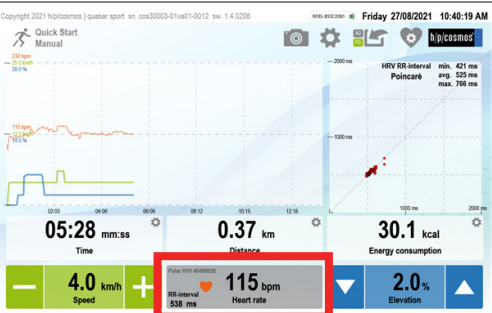 Copyright 2021 h/p/cosmos | quasar sport sn. cos30003-01va01-0012 sw. 1.4.0206
Friday 27/08/2021 10:40:19 AM
Quick Start
Manual
h/p/cosmos
230 bpm
25.0 km/h
28.0 %
115 bpm
14.0 %
02:03 04:06 06:09 08:12 10:15 12:18
2000 ms
HRV RR-interval
Poincaré
min. 421 ms
avg. 525 ms
max. 766 ms
1000 ms
1000 ms
2000 ms
05:28 mm:ss
Time
0.37 km
Distance
30.1 kcal
Energy consumption
4.0 km/h
Speed
RR-interval
538 ms
115 bpm
Heart rate
2.0 %
Elevation